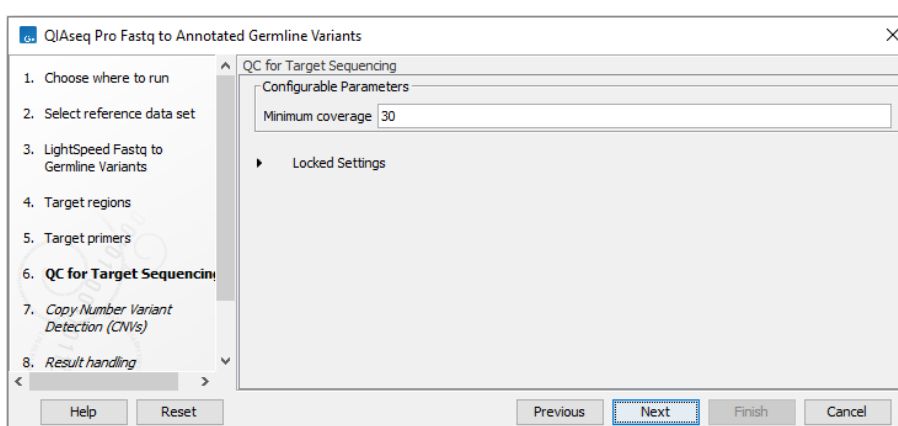 QIAseq Pro Fastq to Annotated Germline Variants
1. Choose where to run
2. Select reference data set
3. LightSpeed Fastq to
Germline Variants
4. Target regions
5. Target primers
6. QC for Target Sequencing
7. Copy Number Variant
Detection (CNVs)
8. Result handling
QC for Target Sequencing
Configurable Parameters
Minimum coverage 30
Locked Settings
Help Reset Previous Next Finish Cancel